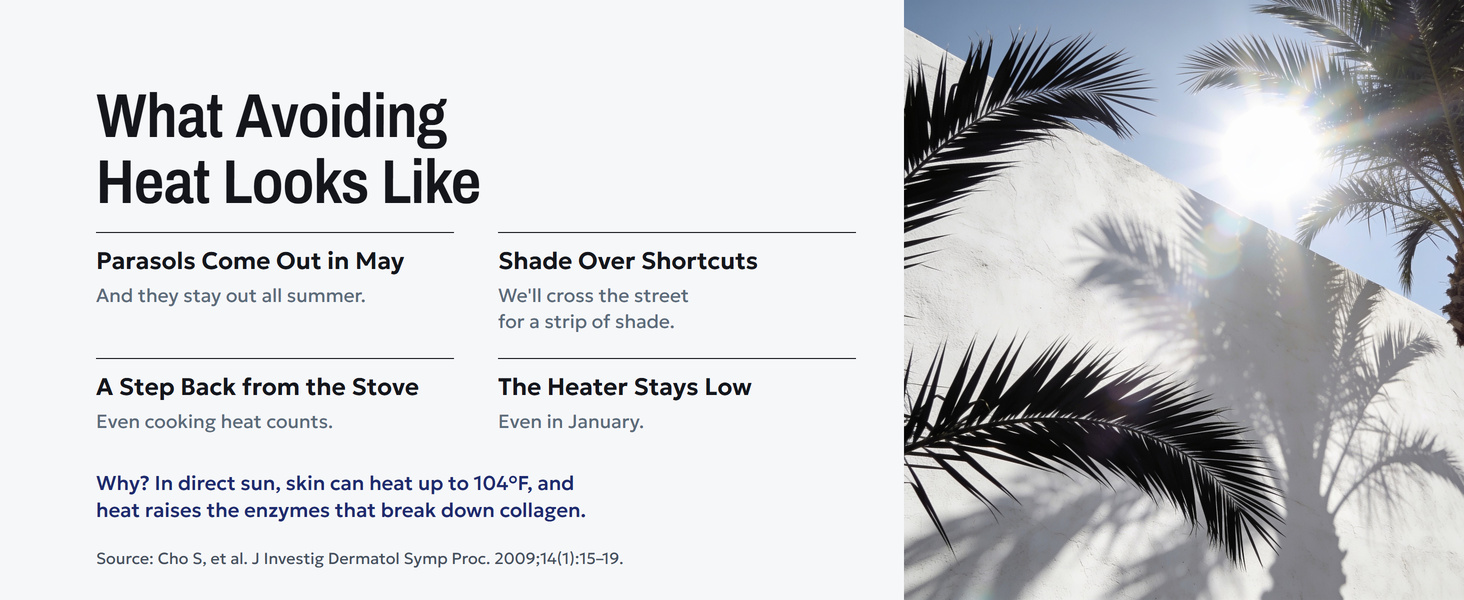 What Avoiding
Heat Looks Like
Parasols Come Out in May
And they stay out all summer.
Shade Over Shortcuts
We'll cross the street
for a strip of shade.
A Step Back from the Stove
Even cooking heat counts.
The Heater Stays Low
Even in January.
Why? In direct sun, skin can heat up to 104°F, and
heat raises the enzymes that break down collagen.
Source: Cho S, et al. J Investig Dermatol Symp Proc. 2009;14(1):15–19.